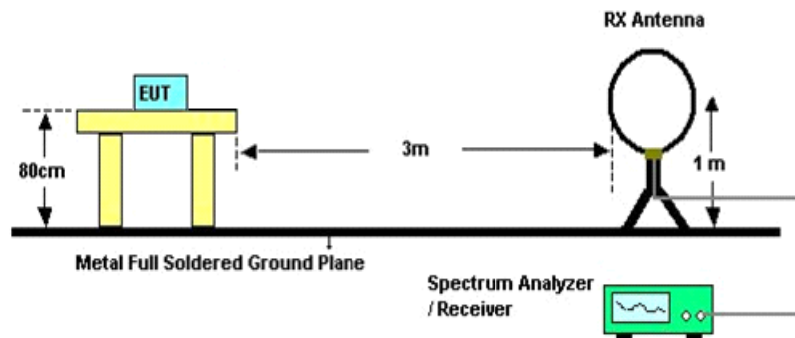 RX Antenna
EUT
80cm
3m
1 m
Metal Full Soldered Ground Plane
Spectrum Analyzer
/ Receiver